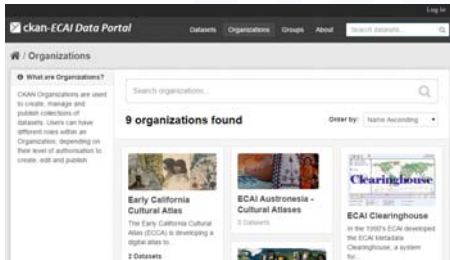 Log in
ckan-ECAI Data Portal
Datasets Organizations Groups About Search datasets...
/ Organizations
What are Organizations?
CKAN Organizations are used
to create, manage and
publish collections of
datasets. Users can have
different roles within an
Organization, depending on
their level of authorisation to
create, edit and publish
Search organizations...
9 organizations found
Order by: Name Ascending
Early California
Cultural Atlas
The Early California Cultural
Atlas (ECCA) is developing a
digital atlas to...
2 Datasets
ECAI Austronesia -
Cultural Atlases
2 Datasets
Clearinghouse
ECAI Clearinghouse
In the 1990's ECAI developed
the ECAI Metadata
Clearinghouse, a system
for...